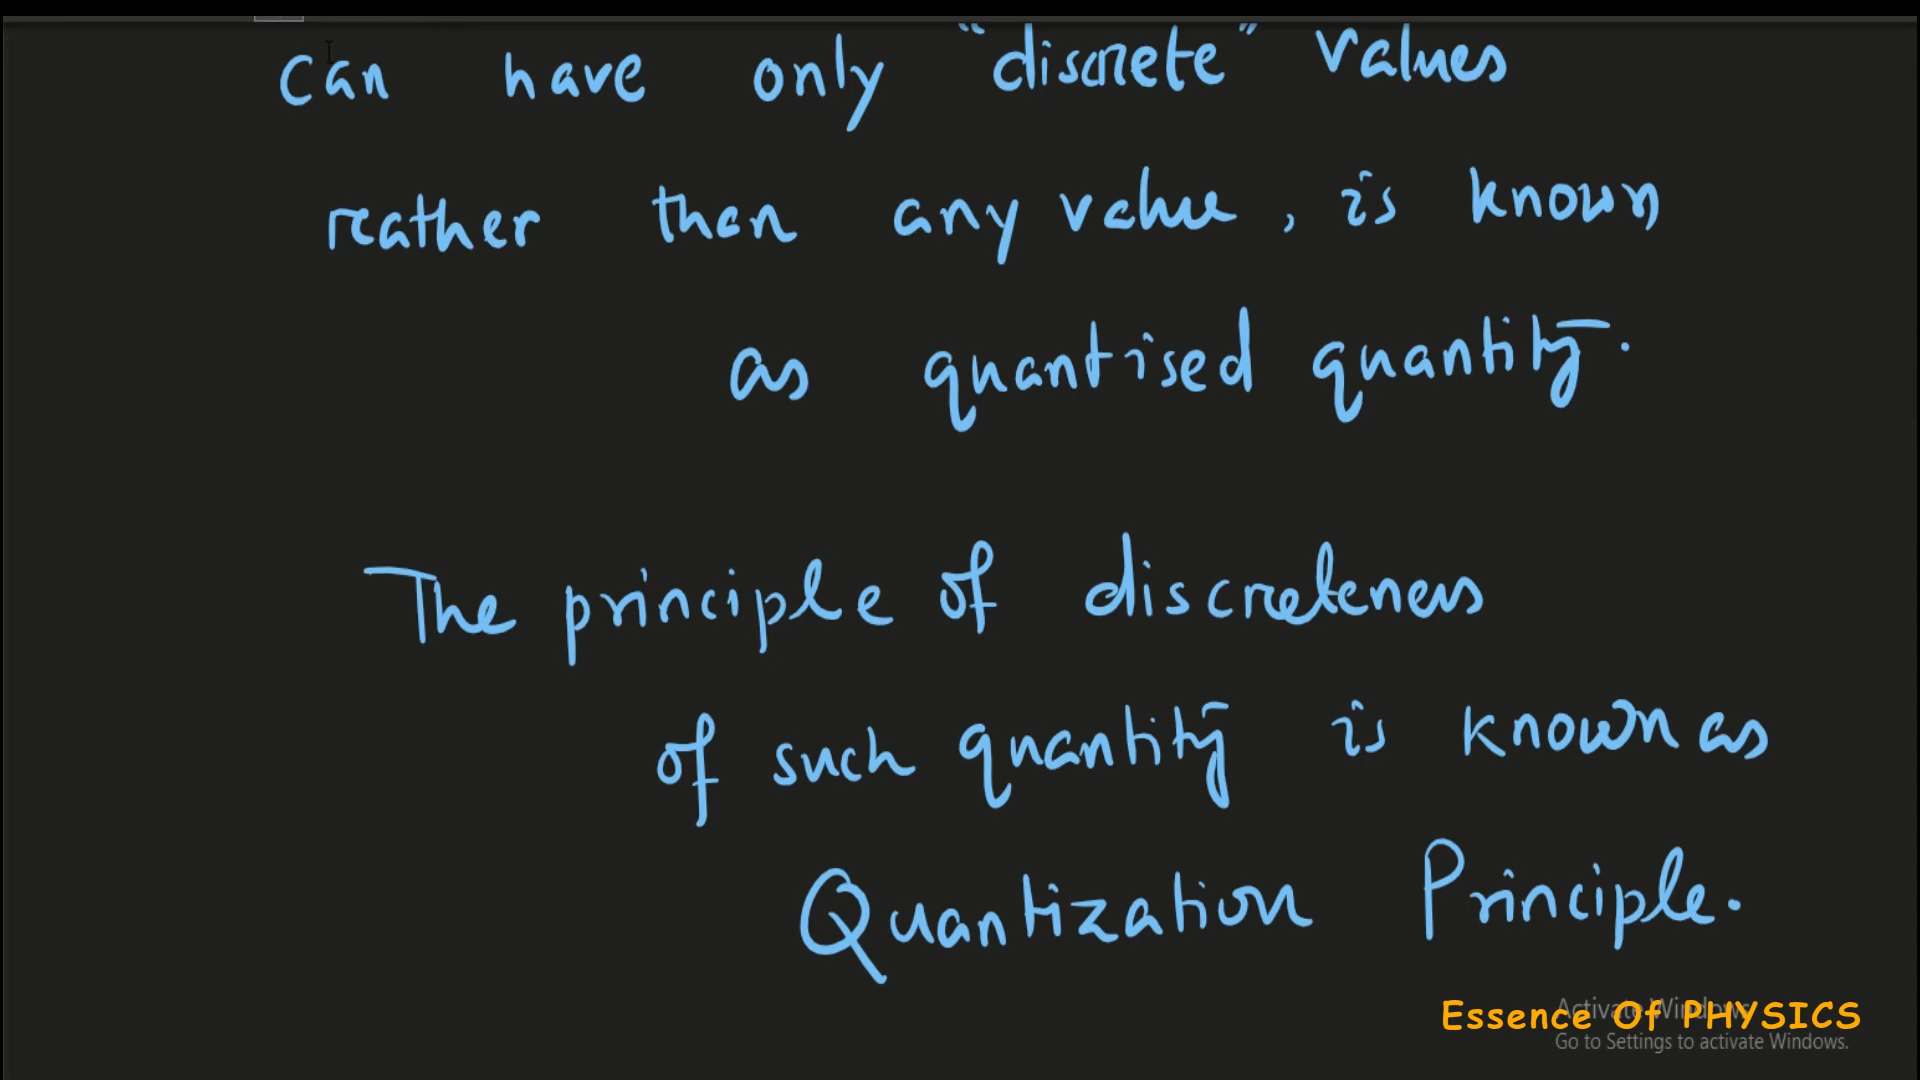 can have only "discrete" values
rather than any value, is known
as quantised quantity.
The principle of discreteness
of such quantity is known as
Quantization Principle.
Essence Of PHYSICS
Activate Windows
Go to Settings to activate Windows.